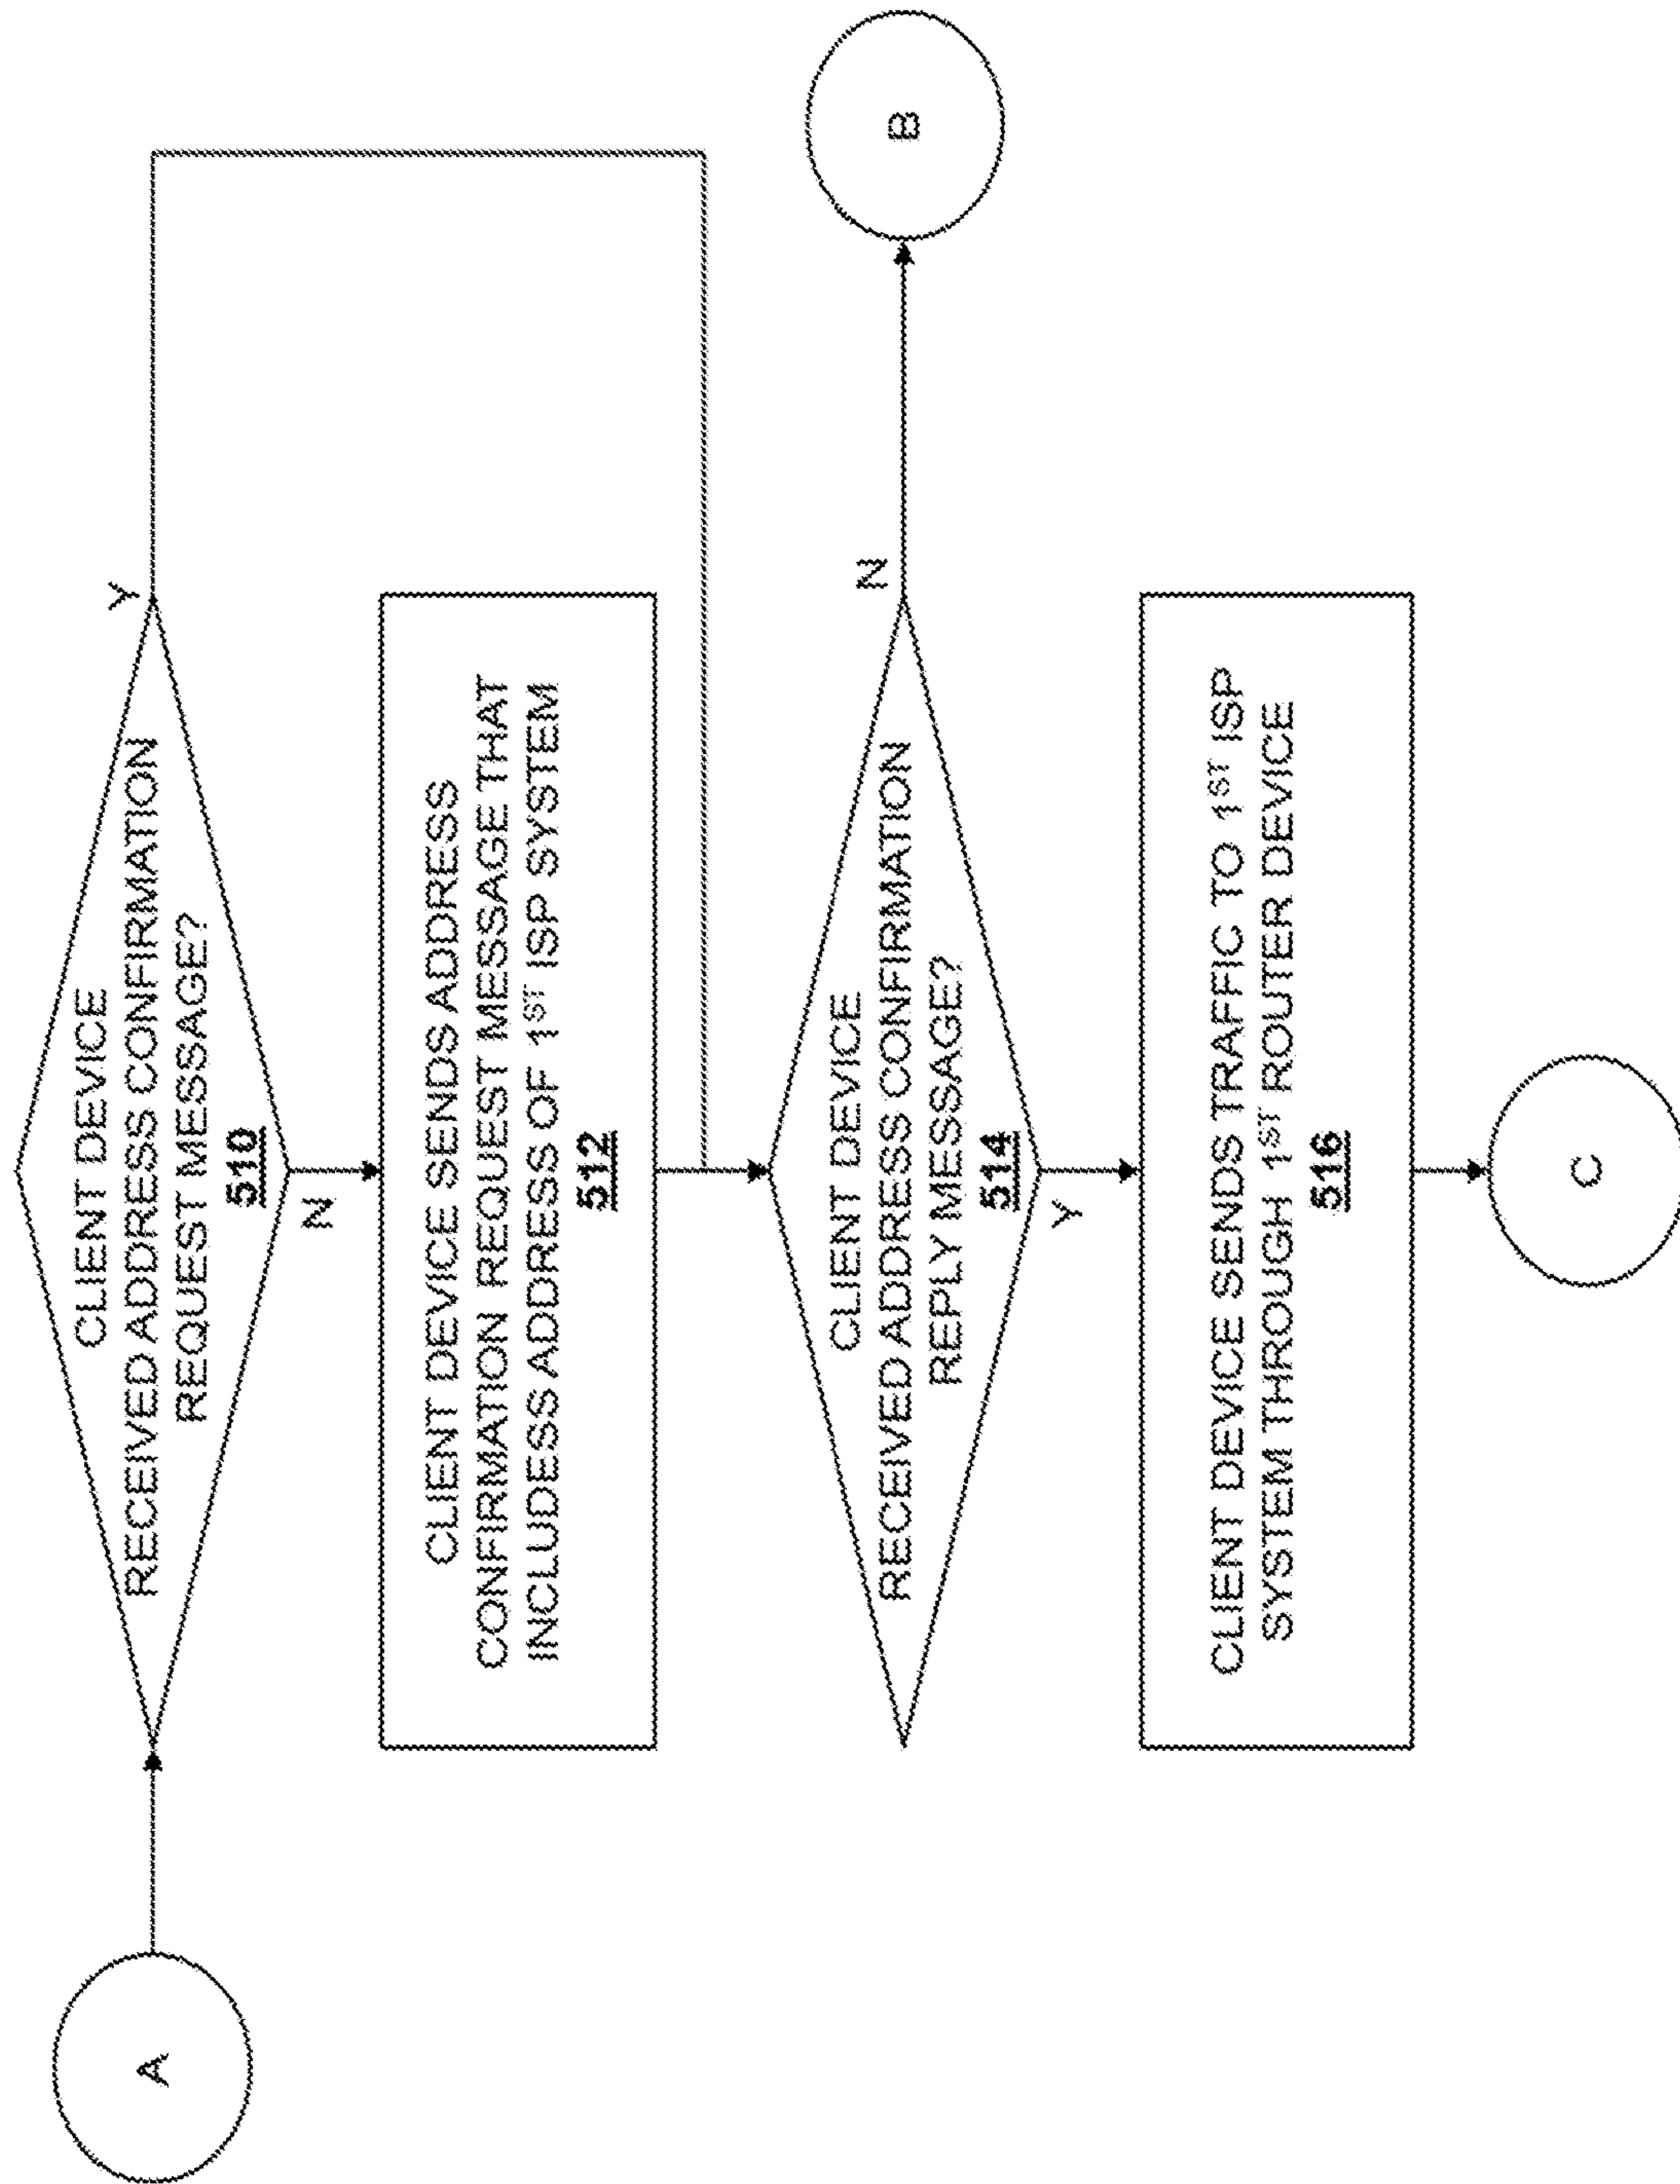 A
CLIENT DEVICE
RECEIVED ADDRESS CONFIRMATION
REQUEST MESSAGE?
510
Y
N
CLIENT DEVICE SENDS ADDRESS
CONFIRMATION REQUEST MESSAGE THAT
INCLUDESS ADDRESS OF 1ST ISP SYSTEM
512
CLIENT DEVICE
RECEIVED ADDRESS CONFIRMATION
REPLY MESSAGE?
514
N
B
Y
CLIENT DEVICE SENDS TRAFFIC TO 1ST ISP
SYSTEM THROUGH 1ST ROUTER DEVICE
516
C